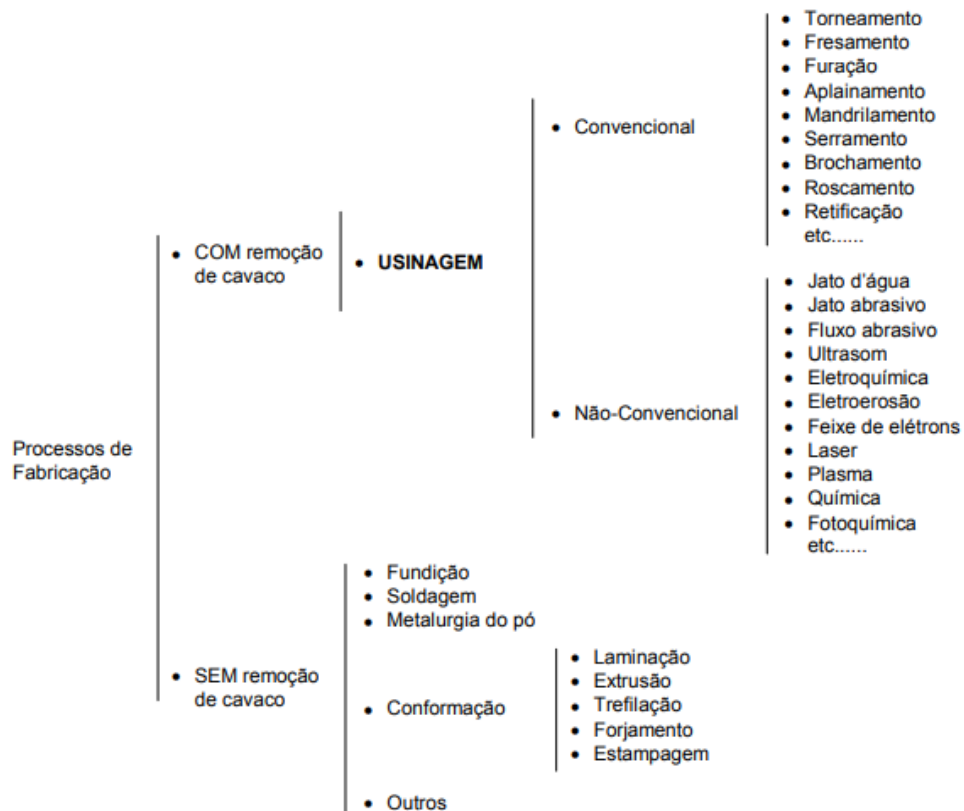 Processos de
Fabricação
• COM remoção
de cavaco
• USINAGEM
• Convencional
• Torneamento
• Fresamento
• Furação
• Aplainamento
• Mandrilamento
• Serramento
• Brochamento
• Roscamento
• Retificação
etc......
• Não-Convencional
• Jato d'água
• Jato abrasivo
• Fluxo abrasivo
• Ultrasom
• Eletroquímica
• Eletroerosão
• Feixe de elétrons
• Laser
• Plasma
• Química
• Fotoquímica
etc......
• SEM remoção
de cavaco
• Fundição
• Soldagem
• Metalurgia do pó
• Conformação
• Laminação
• Extrusão
• Trefilação
• Forjamento
• Estampagem
• Outros